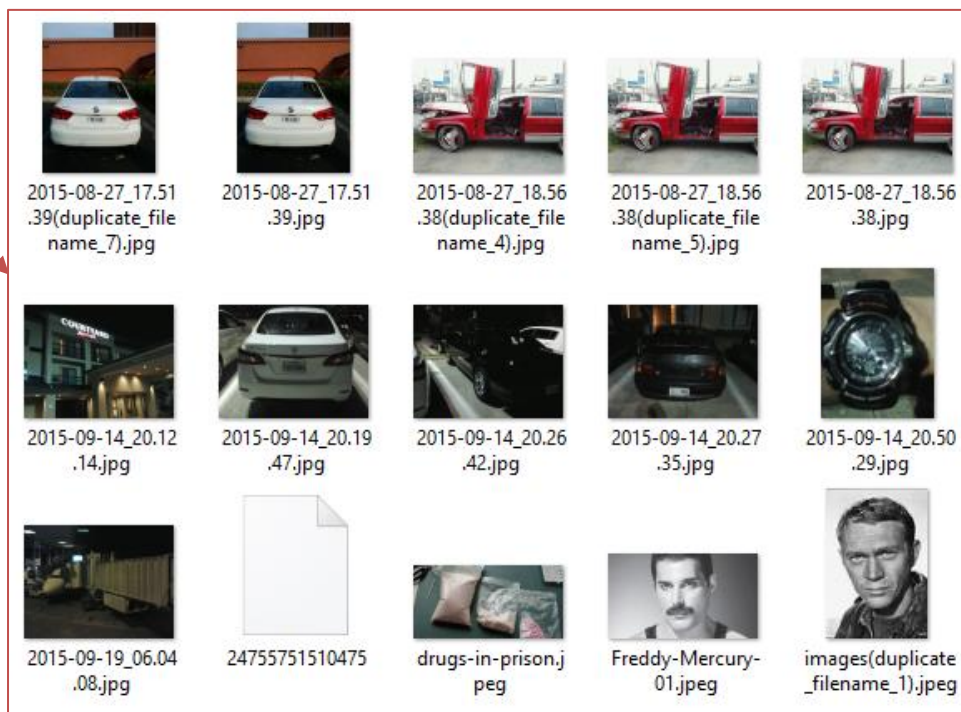 2015-08-27_17.51
.39(duplicate_file
name_7).jpg
2015-08-27_17.51
.39.jpg
2015-08-27_18.56
.38(duplicate_file
name_4).jpg
2015-08-27_18.56
.38(duplicate_file
name_5).jpg
2015-08-27_18.56
.38.jpg
COURTYARD
2015-09-14_20.12
.14.jpg
2015-09-14_20.19
.47.jpg
2015-09-14_20.26
.42.jpg
2015-09-14_20.27
.35.jpg
2015-09-14_20.50
.29.jpg
2015-09-19_06.04
.08.jpg
24755751510475
drugs-in-prison.j
peg
Freddy-Mercury-
01.jpeg
images(duplicate
_filename_1).jpeg